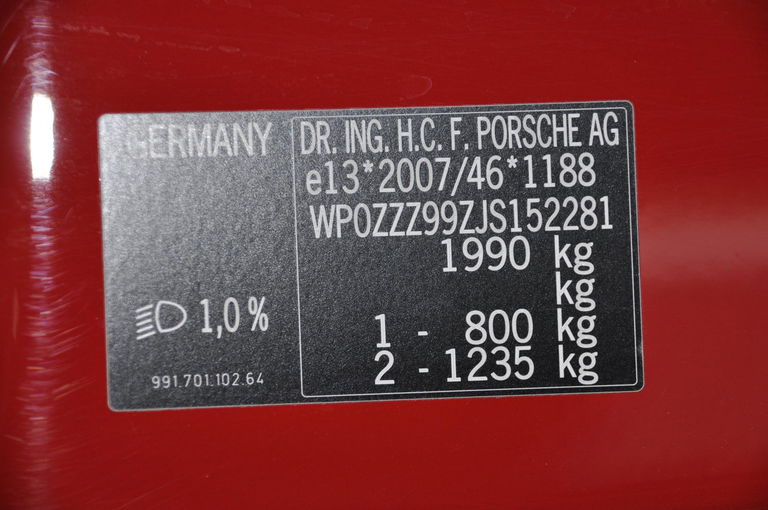 GERMANY
DR. ING. H.C. F. PORSCHE AG
e13*2007/46*1188
WP0ZZZ99ZJS152281
1990 kg
kg
1 - 800 kg
2 - 1235 kg
1,0%
991.701.102.64